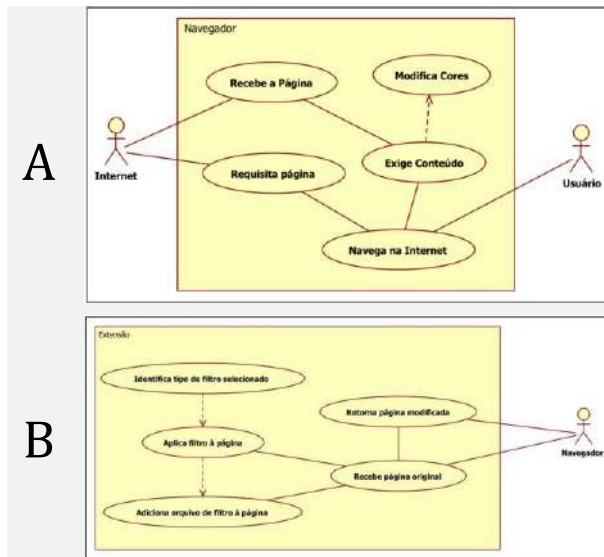 A
Navegador
Recebe a Página
Modifica Cores
Internet
Requisita página
Exige Conteúdo
Usuário
Navega na Internet
B
Extensão
Identifica tipo de filtro selecionado
Retorna página modificada
Aplica filtro à página
Navegador
Recebe página original
Adiciona arquivo de filtro à página